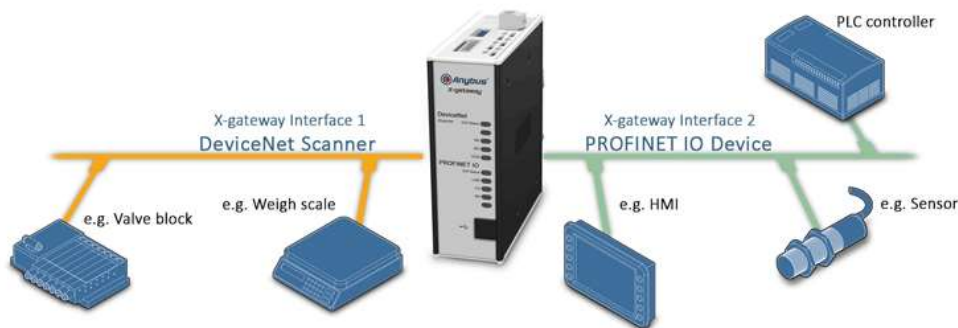 PLC controller
Anybus
X-gateway
X-gateway Interface 1
DeviceNet Scanner
DeviceNet
X-gateway Interface 2
PROFINET IO Device
PROFINET IO
e.g. Valve block
e.g. Weigh scale
e.g. HMI
e.g. Sensor